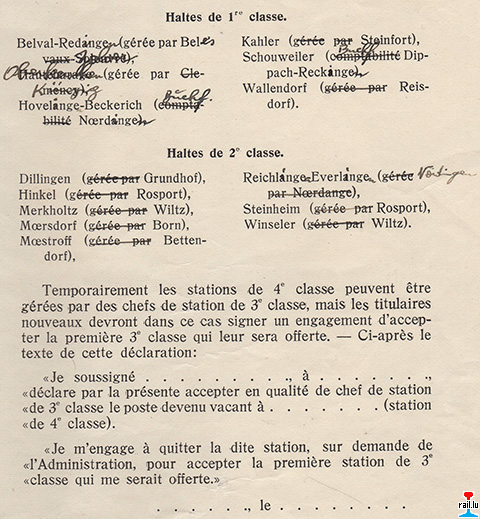 Haltes de 1re classe.
Belval-Redangen (gérée par Beles
vaux-Soleuvre),
(gérée par Cle-
mency),
Hovelange-Beckerich (compta-
bilité Nœrdange),
Buchf.
Kahler (gérée par Steinfort),
Schouweiler (comptabilité Dip-
pach-Reckange),
Buchf.
Wallendorf (gérée par Reis-
dorf).
Haltes de 2e classe.
Dillingen (gérée par Grundhof),
Hinkel (gérée par Rosport),
Merkholtz (gérée par Wiltz),
Mœrsdorf (gérée par Born),
Mœstroff (gérée par Betten-
dorf),
Reichlange-Everlange (gérée
par Nœrdange),
Steinheim (gérée par Rosport),
Winseler (gérée par Wiltz).
Temporairement les stations de 4e classe peuvent être
gérées par des chefs de station de 3e classe, mais les titulaires
nouveaux devront dans ce cas signer un engagement d'accep-
ter la première 3e classe qui leur sera offerte. — Ci-après le
texte de cette déclaration:
«Je soussigné . . . . . . . . ., à . . . . . . .,
«déclare par la présente accepter en qualité de chef de station
«de 3e classe le poste devenu vacant à . . . . . . . (station
«de 4e classe).
«Je m'engage à quitter la dite station, sur demande de
«l'Administration, pour accepter la première station de 3e
«classe qui me serait offerte.»
. . . . . . ., le . . . . . . . . .
rail.lu